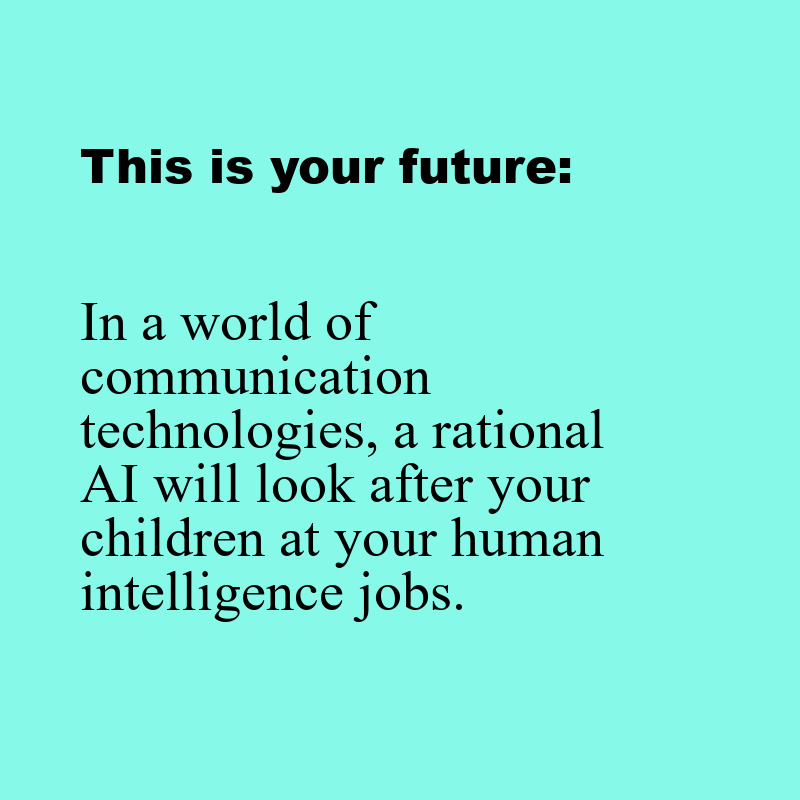 This is your future:
In a world of
communication
technologies, a rational
AI will look after your
children at your human
intelligence jobs.